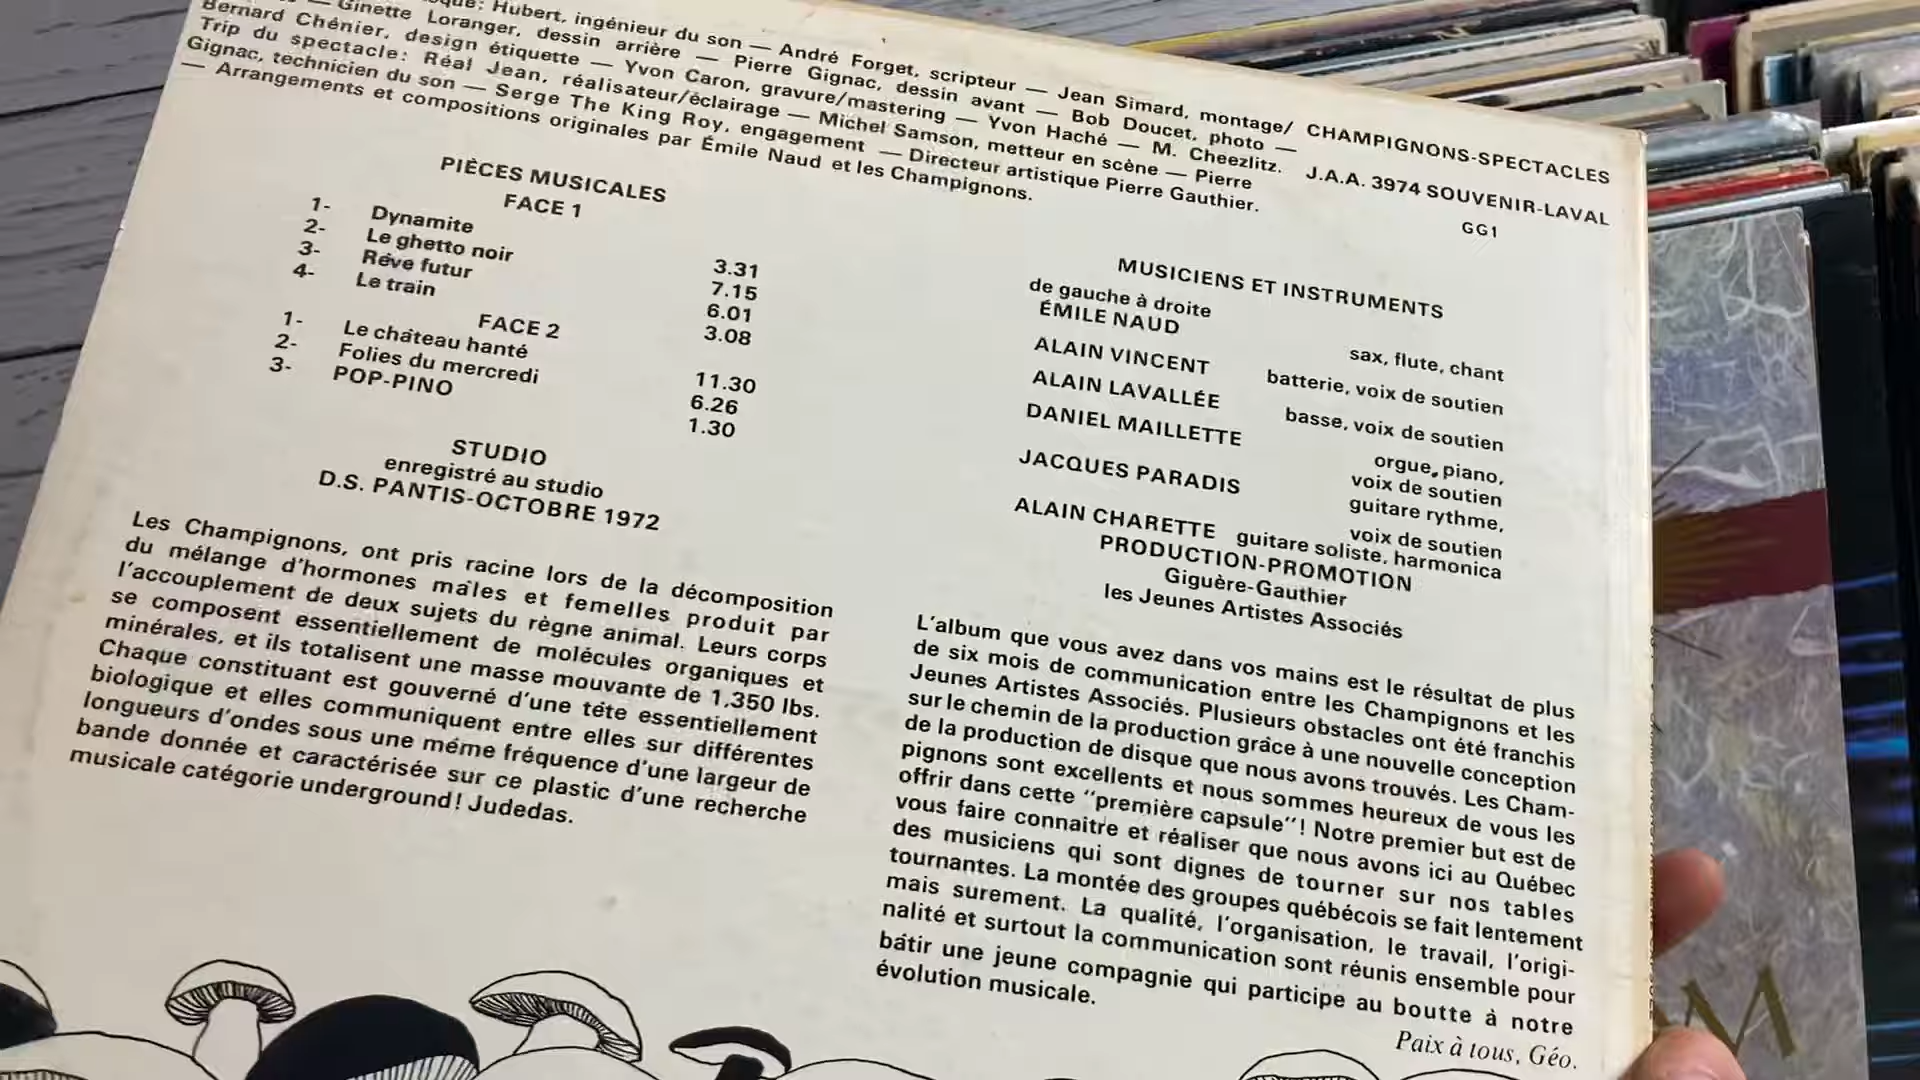 Hubert, ingénieur du son — André Forget, scripteur — Jean Simard, montage/
— Ginette Loranger, dessin arrière — Pierre Gignac, dessin avant — Bob Doucet, photo —
Bernard Chénier, design étiquette — Yvon Caron, gravure/mastering — Yvon Haché — M. Cheezlitz.
Trip du spectacle: Réal Jean, réalisateur/éclairage — Michel Samson, metteur en scène — Pierre
Gignac, technicien du son — Serge The King Roy, engagement — Directeur artistique Pierre Gauthier.
— Arrangements et compositions originales par Émile Naud et les Champignons.
CHAMPIGNONS-SPECTACLES
J.A.A. 3974 SOUVENIR-LAVAL
GG1
PIÈCES MUSICALES
FACE 1
1- Dynamite 3.31
2- Le ghetto noir 7.15
3- Rêve futur 6.01
4- Le train 3.08
FACE 2
1- Le château hanté 11.30
2- Folies du mercredi 6.26
3- POP-PINO 1.30
STUDIO
enregistré au studio
D.S. PANTIS-OCTOBRE 1972
Les Champignons, ont pris racine lors de la décomposition
du mélange d'hormones mâles et femelles produit par
l'accouplement de deux sujets du règne animal. Leurs corps
se composent essentiellement de molécules organiques et
minérales, et ils totalisent une masse mouvante de 1,350 lbs.
Chaque constituant est gouverné d'une tête essentiellement
biologique et elles communiquent entre elles sur différentes
longueurs d'ondes sous une même fréquence d'une largeur de
bande donnée et caractérisée sur ce plastic d'une recherche
musicale catégorie underground! Judedas.
MUSICIENS ET INSTRUMENTS
de gauche à droite
ÉMILE NAUD sax, flute, chant
ALAIN VINCENT batterie, voix de soutien
ALAIN LAVALLÉE basse, voix de soutien
DANIEL MAILLETTE orgue, piano,
voix de soutien
JACQUES PARADIS guitare rythme,
voix de soutien
ALAIN CHARETTE guitare soliste, harmonica
PRODUCTION-PROMOTION
Giguère-Gauthier
les Jeunes Artistes Associés
L'album que vous avez dans vos mains est le résultat de plus
de six mois de communication entre les Champignons et les
Jeunes Artistes Associés. Plusieurs obstacles ont été franchis
sur le chemin de la production grâce à une nouvelle conception
de la production de disque que nous avons trouvés. Les Cham-
pignons sont excellents et nous sommes heureux de vous les
offrir dans cette "première capsule"! Notre premier but est de
vous faire connaitre et réaliser que nous avons ici au Québec
des musiciens qui sont dignes de tourner sur nos tables
tournantes. La montée des groupes québécois se fait lentement
mais surement. La qualité, l'organisation, le travail, l'origi-
nalité et surtout la communication sont réunis ensemble pour
bâtir une jeune compagnie qui participe au boutte à notre
évolution musicale.
Paix à tous, Géo.